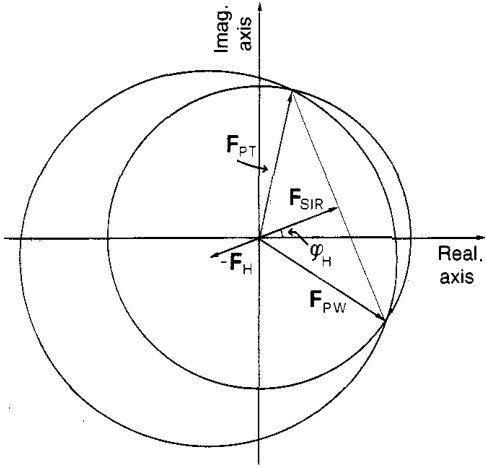 Imag.
axis
F_PT
F_SIR
φ_H
-F_H
Real.
axis
F_PW